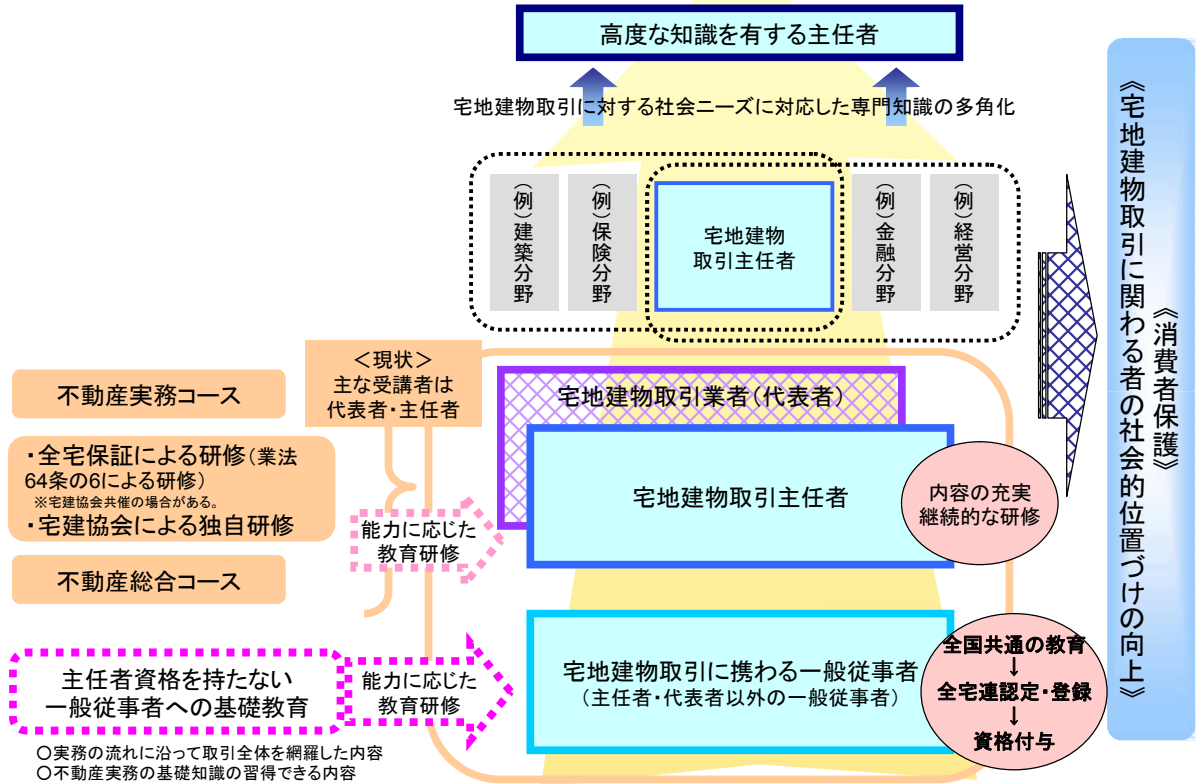 高度な知識を有する主任者
宅地建物取引に対する社会ニーズに対応した専門知識の多角化
(例)建築分野
(例)保険分野
宅地建物
取引主任者
(例)金融分野
(例)経営分野
《消費者保護》
《宅地建物取引に関わる者の社会的位置づけの向上》
<現状>
主な受講者は
代表者・主任者
不動産実務コース
・全宅保証による研修(業法
64条の6による研修)
※宅建協会共催の場合がある。
・宅建協会による独自研修
不動産総合コース
能力に応じた
教育研修
宅地建物取引業者(代表者)
宅地建物取引主任者
内容の充実
継続的な研修
主任者資格を持たない
一般従事者への基礎教育
能力に応じた
教育研修
宅地建物取引に携わる一般従事者
(主任者・代表者以外の一般従事者)
全国共通の教育
↓
全宅連認定・登録
↓
資格付与
○実務の流れに沿って取引全体を網羅した内容
○不動産実務の基礎知識の習得できる内容